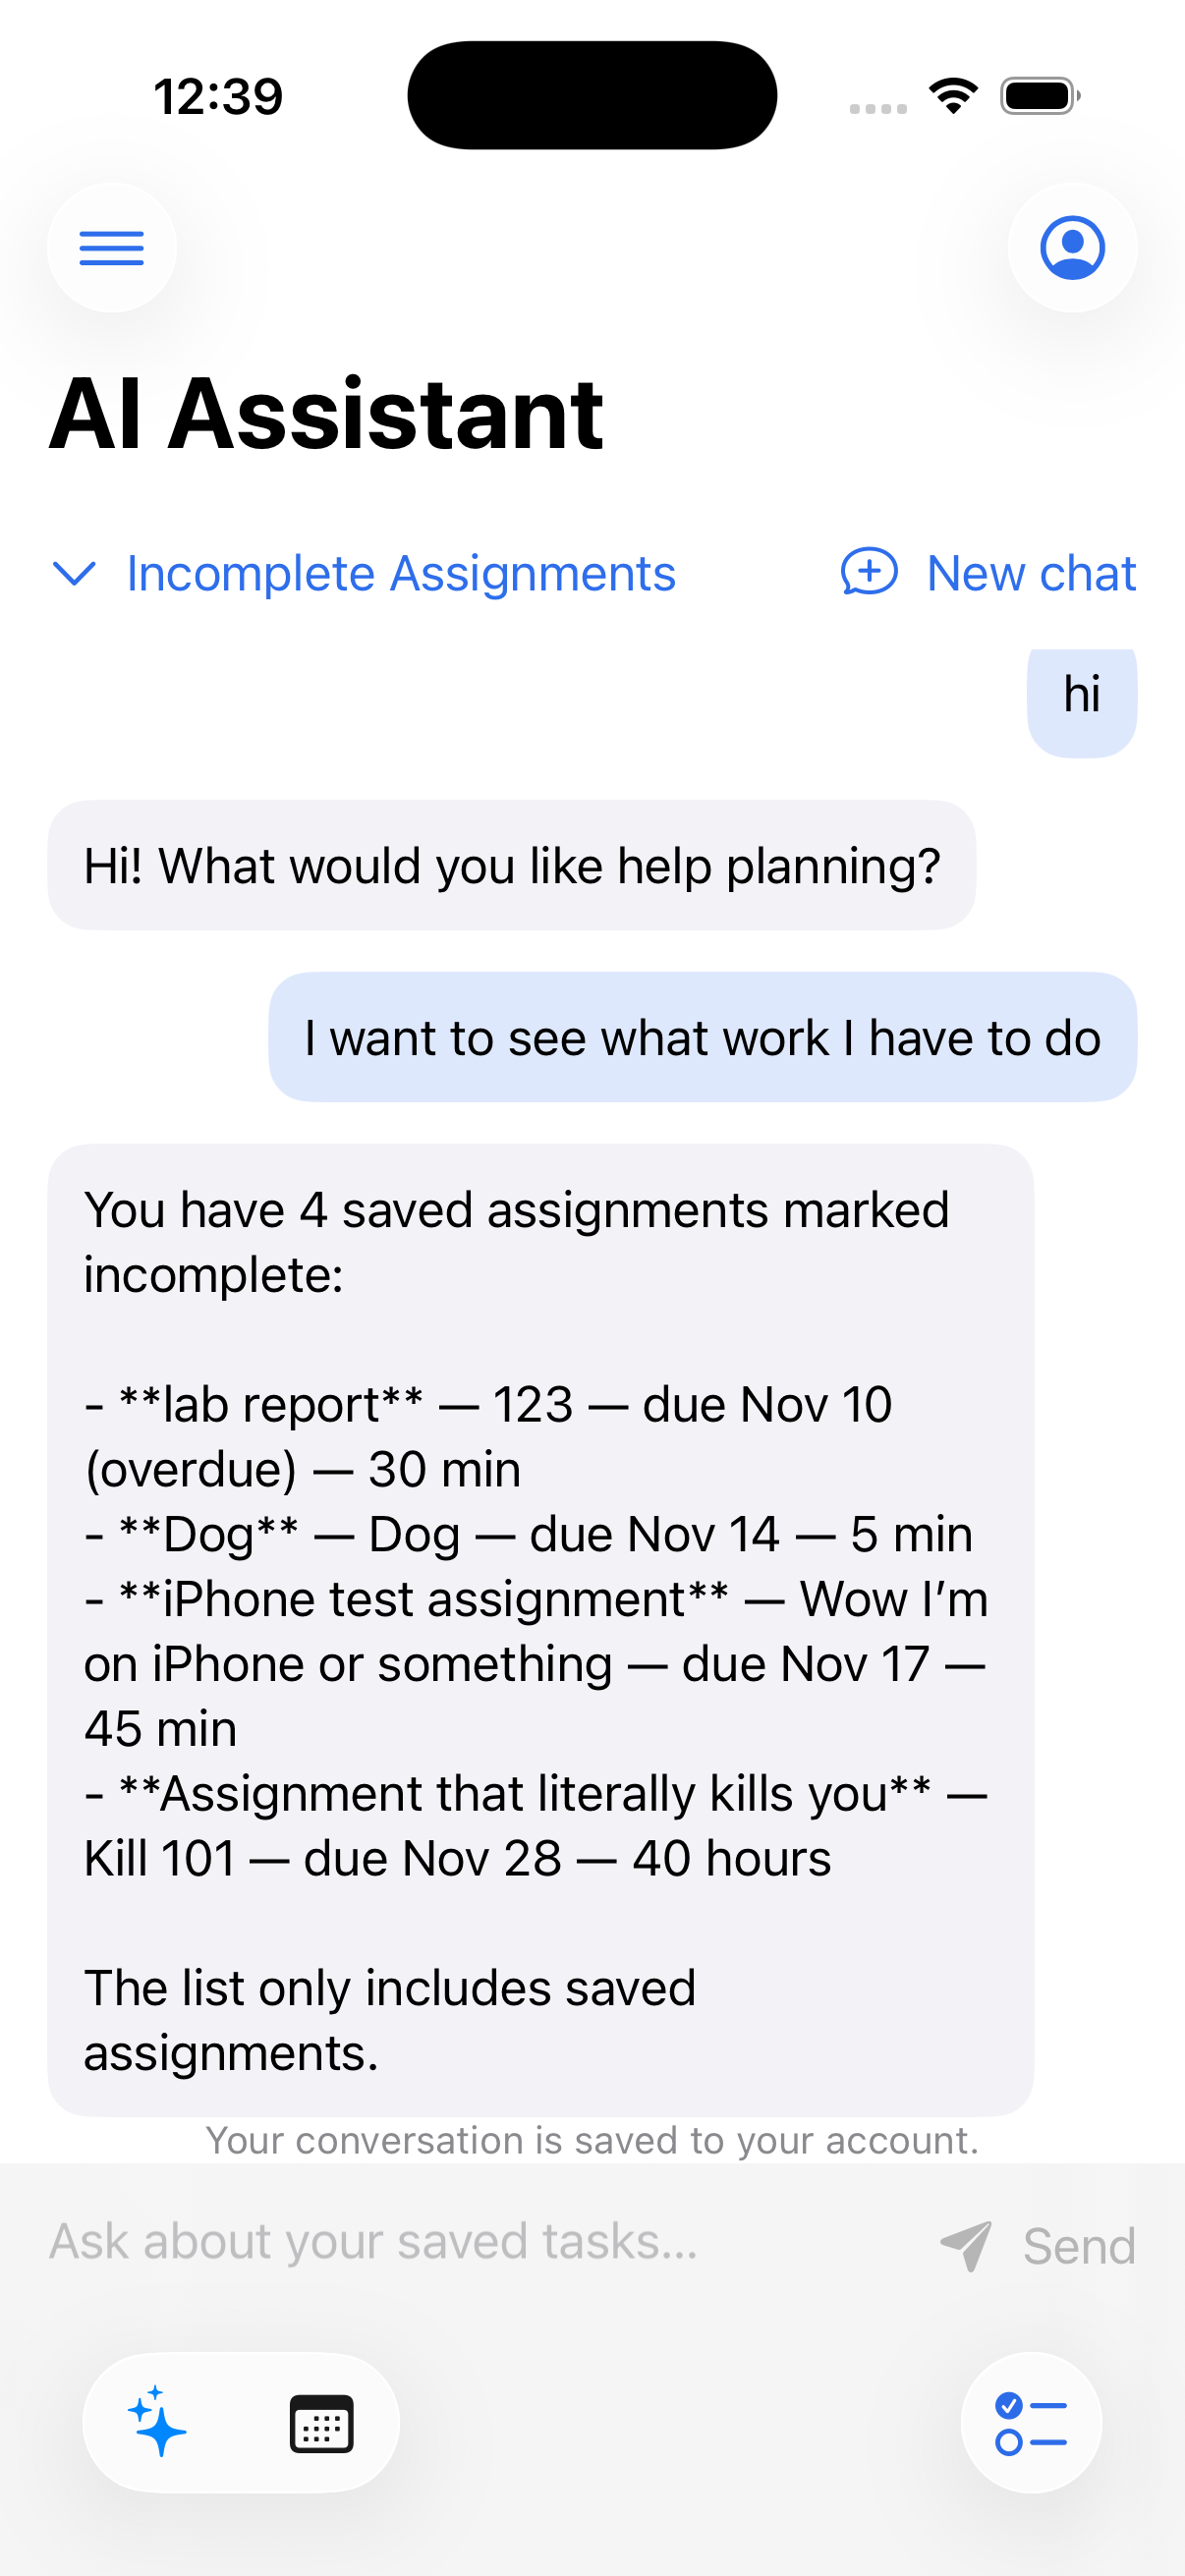 12:39
AI Assistant
Incomplete Assignments
New chat
hi
Hi! What would you like help planning?
I want to see what work I have to do
You have 4 saved assignments marked
incomplete:
- **lab report** — 123 — due Nov 10
(overdue) — 30 min
- **Dog** — Dog — due Nov 14 — 5 min
- **iPhone test assignment** — Wow I’m
on iPhone or something — due Nov 17 —
45 min
- **Assignment that literally kills you** —
Kill 101 — due Nov 28 — 40 hours
The list only includes saved
assignments.
Your conversation is saved to your account.
Ask about your saved tasks...
Send